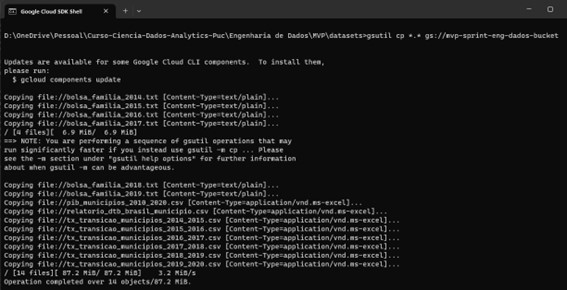 Google Cloud SDK Shell
D:\OneDrive\Pessoal\Curso-Ciencia-Dados-Analytics-Puc\Engenharia de Dados\MVP\datasets>gsutil cp *.* gs://mvp-sprint-eng-dados-bucket
Updates are available for some Google Cloud CLI components.  To install them,
please run:
  $ gcloud components update
Copying file://bolsa_familia_2014.txt [Content-Type=text/plain]...
Copying file://bolsa_familia_2015.txt [Content-Type=text/plain]...
Copying file://bolsa_familia_2016.txt [Content-Type=text/plain]...
Copying file://bolsa_familia_2017.txt [Content-Type=text/plain]...
/ [4 files][  6.9 MiB/  6.9 MiB]
==> NOTE: You are performing a sequence of gsutil operations that may
run significantly faster if you instead use gsutil -m cp ... Please
see the -m section under "gsutil help options" for further information
about when gsutil -m can be advantageous.
Copying file://bolsa_familia_2018.txt [Content-Type=text/plain]...
Copying file://bolsa_familia_2019.txt [Content-Type=text/plain]...
Copying file://pib_municipios_2010_2020.csv [Content-Type=application/vnd.ms-excel]...
Copying file://relatorio_dtb_brasil_municipio.csv [Content-Type=application/vnd.ms-excel]...
Copying file://tx_transicao_municipios_2014_2015.csv [Content-Type=application/vnd.ms-excel]...
Copying file://tx_transicao_municipios_2015_2016.csv [Content-Type=application/vnd.ms-excel]...
Copying file://tx_transicao_municipios_2016_2017.csv [Content-Type=application/vnd.ms-excel]...
Copying file://tx_transicao_municipios_2017_2018.csv [Content-Type=application/vnd.ms-excel]...
Copying file://tx_transicao_municipios_2018_2019.csv [Content-Type=application/vnd.ms-excel]...
Copying file://tx_transicao_municipios_2019_2020.csv [Content-Type=application/vnd.ms-excel]...
/ [14 files][ 87.2 MiB/ 87.2 MiB]    3.2 MiB/s
Operation completed over 14 objects/87.2 MiB.